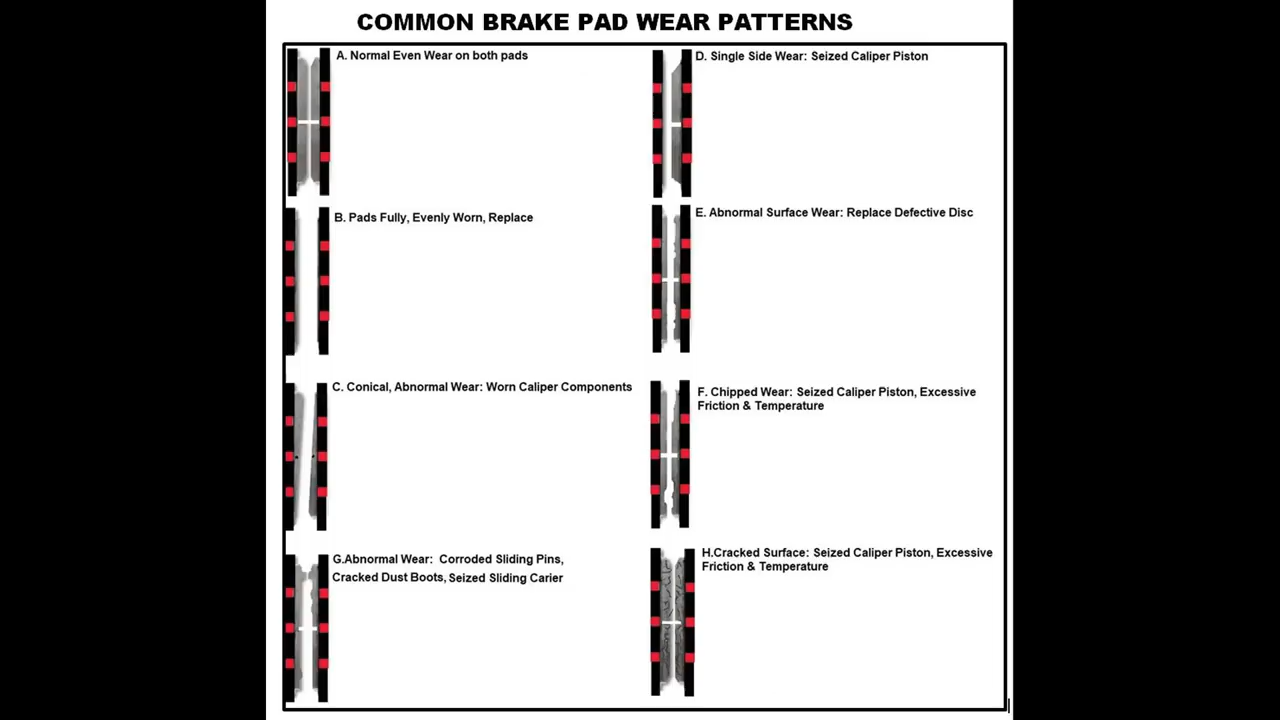 COMMON BRAKE PAD WEAR PATTERNS
A. Normal Even Wear on both pads
B. Pads Fully, Evenly Worn, Replace
C. Conical, Abnormal Wear: Worn Caliper Components
G.Abnormal Wear: Corroded Sliding Pins,
Cracked Dust Boots, Seized Sliding Carier
D. Single Side Wear: Seized Caliper Piston
E. Abnormal Surface Wear: Replace Defective Disc
F. Chipped Wear: Seized Caliper Piston, Excessive
Friction & Temperature
H.Cracked Surface: Seized Caliper Piston, Excessive
Friction & Temperature